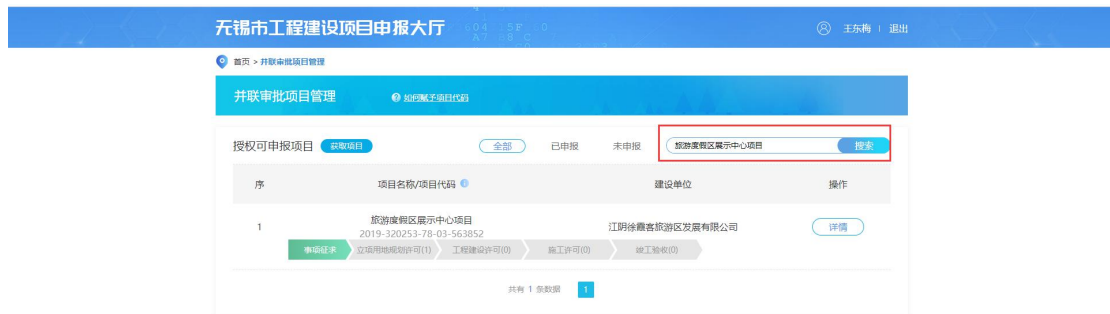 无锡市工程建设项目申报大厅
王东梅 | 退出
首页 > 并联审批项目管理
并联审批项目管理 如何赋予项目代码
授权可申报项目 获取项目 全部 已申报 未申报 旅游度假区展示中心项目 搜索
序 项目名称/项目代码 建设单位 操作
1 旅游度假区展示中心项目 江阴徐霞客旅游区发展有限公司 详情
2019-320253-78-03-563852
事项征求 立项用地规划许可(1) 工程建设许可(0) 施工许可(0) 竣工验收(0)
共有 1 条数据 1